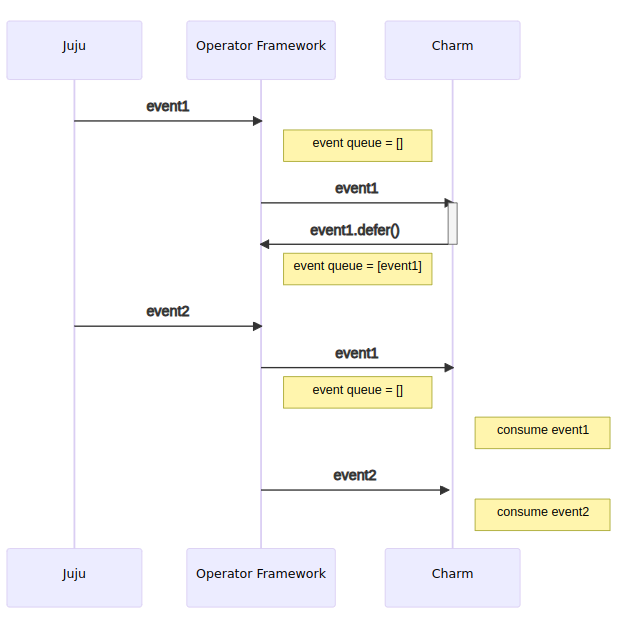 Juju
Operator Framework
Charm
event1
event queue = []
event1
event1.defer()
event queue = [event1]
event2
event1
event queue = []
consume event1
event2
consume event2
Juju
Operator Framework
Charm